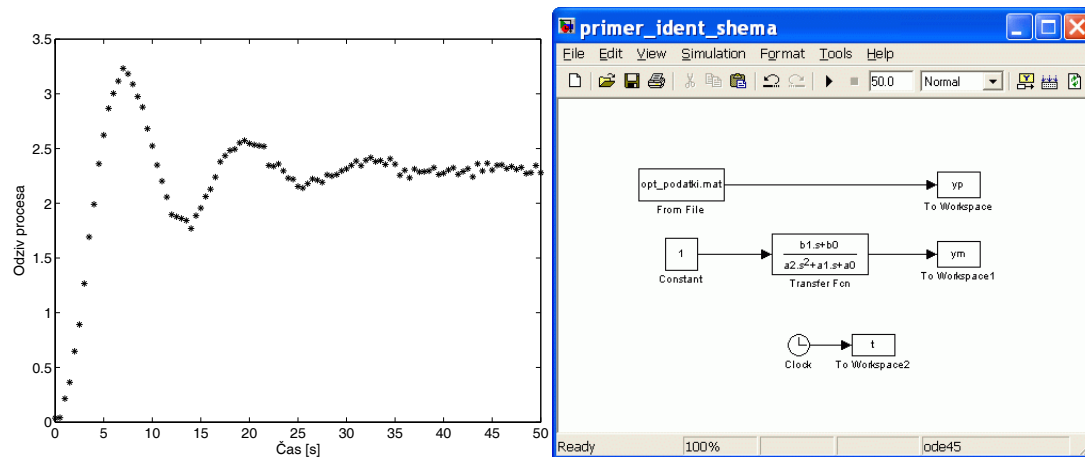 3.5
3
2.5
2
1.5
1
0.5
0
Odziv procesa
0 5 10 15 20 25 30 35 40 45 50
Čas [s]
primer_ident_shema
File Edit View Simulation Format Tools Help
50.0 Normal
opt_podatki.mat
From File
yp
To Workspace
1
Constant
b1.s+b0
a2.s²+a1.s+a0
Transfer Fcn
ym
To Workspace1
Clock
t
To Workspace2
Ready 100% ode45